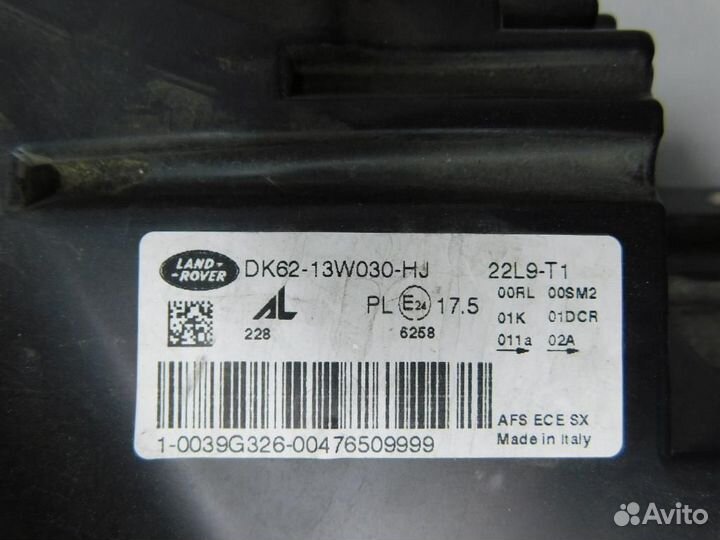 LAND-
ROVER
DK62-13W030-HJ
22L9-T1
AL
228
PL E24 17.5
6258
00RL 00SM2
01K 01DCR
011a 02A
1-0039G326-00476509999
AFS ECE SX
Made in Italy
Avito